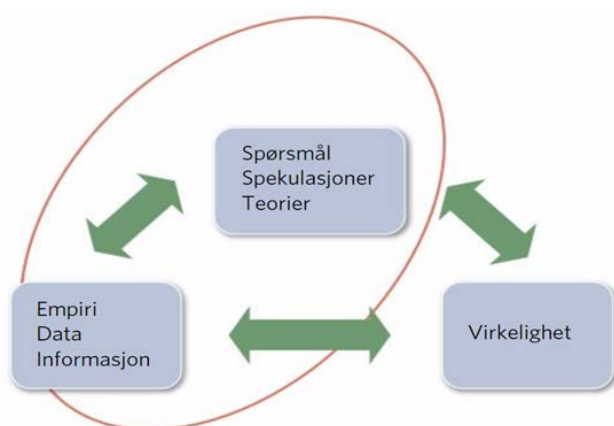 Spørsmål
Spekulasjoner
Teorier
Empiri
Data
Informasjon
Virkelighet